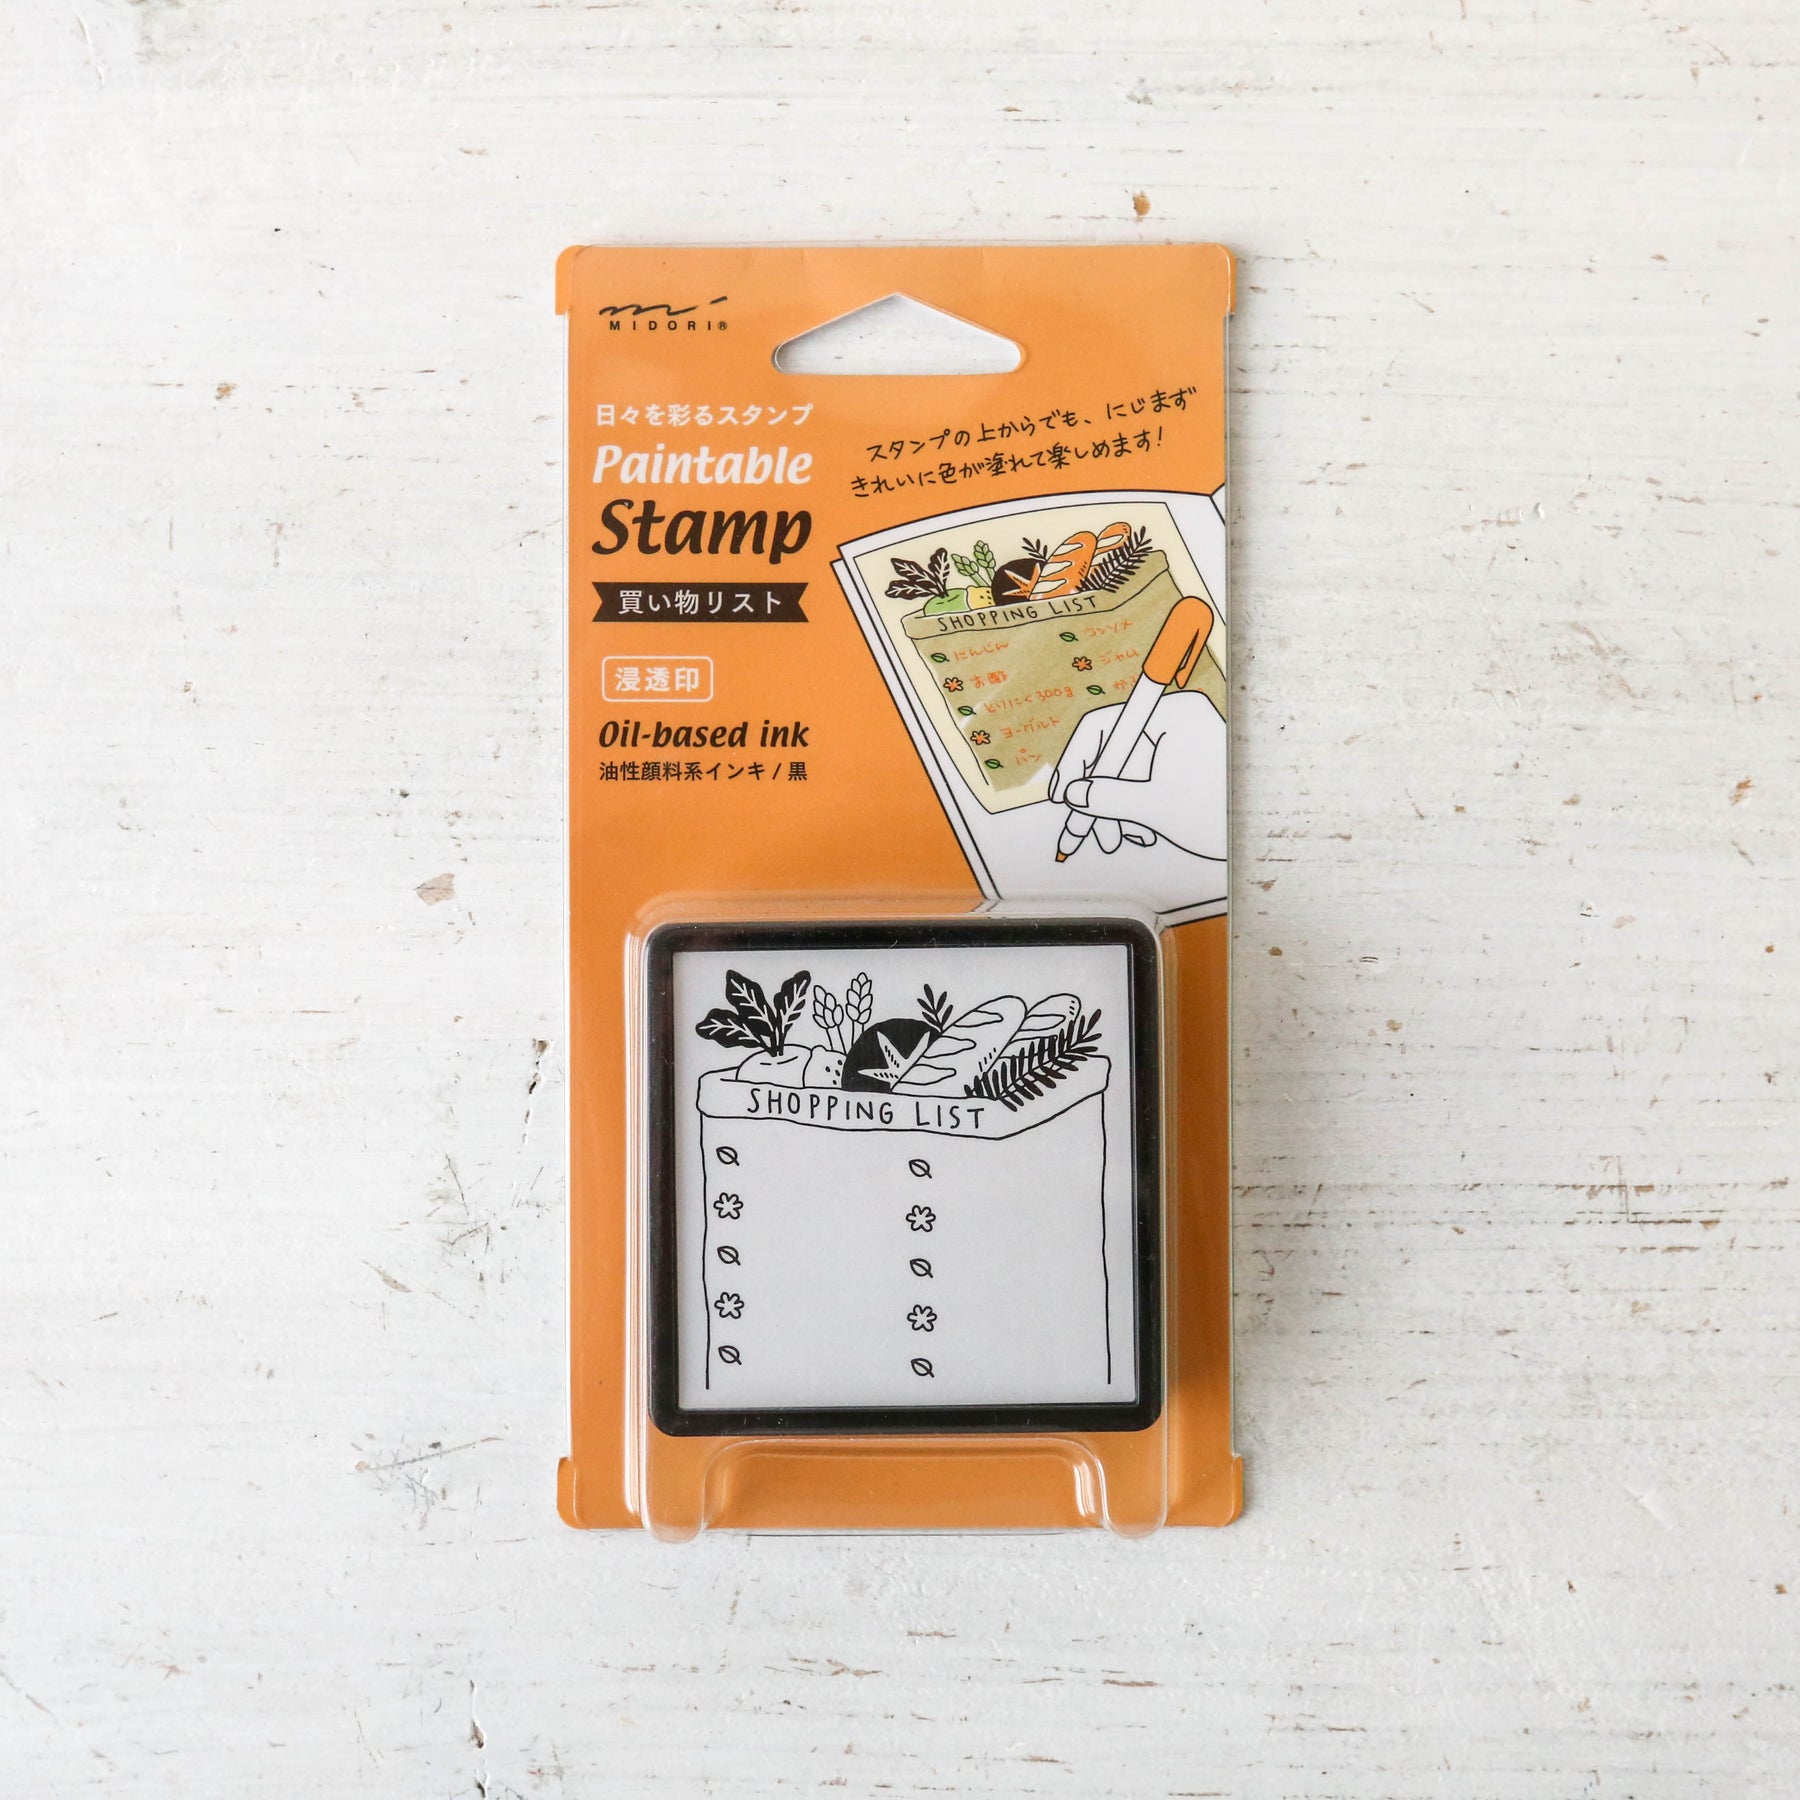 MIDORI®
日々を彩るスタンプ
Paintable
Stamp
買い物リスト
浸透印
Oil-based ink
油性顔料系インキ / 黒
スタンプの上からでも、にじまず
きれいに色が塗れて楽しめます!
SHOPPING LIST
にんじん
お酢
とりにく300g
ヨーグルト
パン
コンソメ
ジャム
SHOPPING LIST